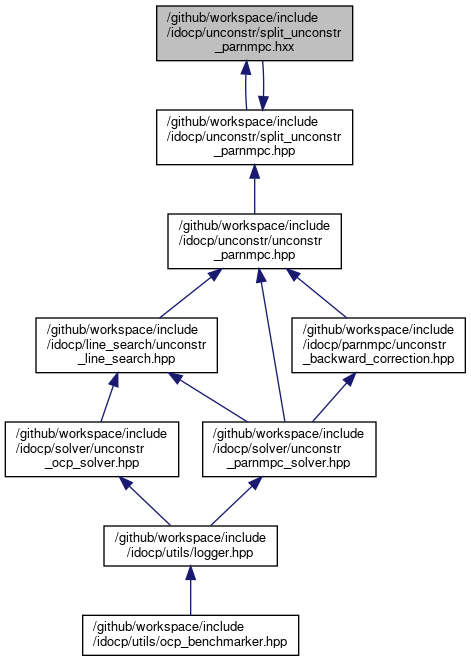 /github/workspace/include
/idocp/unconstr/split_unconstr
_parnmpc.hxx
/github/workspace/include
/idocp/unconstr/split_unconstr
_parnmpc.hpp
/github/workspace/include
/idocp/unconstr/unconstr
_parnmpc.hpp
/github/workspace/include
/idocp/line_search/unconstr
_line_search.hpp
/github/workspace/include
/idocp/parnmpc/unconstr
_backward_correction.hpp
/github/workspace/include
/idocp/solver/unconstr
_ocp_solver.hpp
/github/workspace/include
/idocp/solver/unconstr
_parnmpc_solver.hpp
/github/workspace/include
/idocp/utils/logger.hpp
/github/workspace/include
/idocp/utils/ocp_benchmarker.hpp